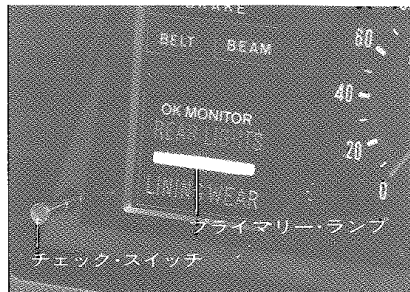 BRAKE
BELT BEAM
60
40
OK MONITOR
REAR LIGHTS
20
LINING WEAR
0
プライマリー・ランプ
チェック・スイッチ